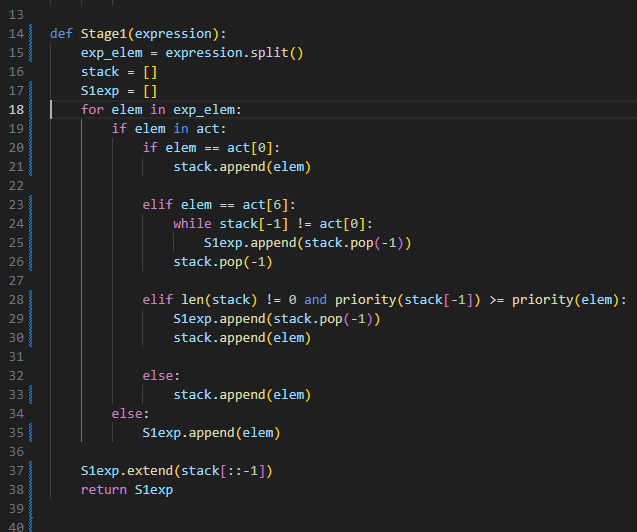 13
14 def Stage1(expression):
15     exp_elem = expression.split()
16     stack = []
17     S1exp = []
18     for elem in exp_elem:
19         if elem in act:
20             if elem == act[0]:
21                 stack.append(elem)
22
23             elif elem == act[6]:
24                 while stack[-1] != act[0]:
25                     S1exp.append(stack.pop(-1))
26                 stack.pop(-1)
27
28             elif len(stack) != 0 and priority(stack[-1]) >= priority(elem):
29                 S1exp.append(stack.pop(-1))
30                 stack.append(elem)
31
32             else:
33                 stack.append(elem)
34         else:
35             S1exp.append(elem)
36
37     S1exp.extend(stack[::-1])
38     return S1exp
39
40